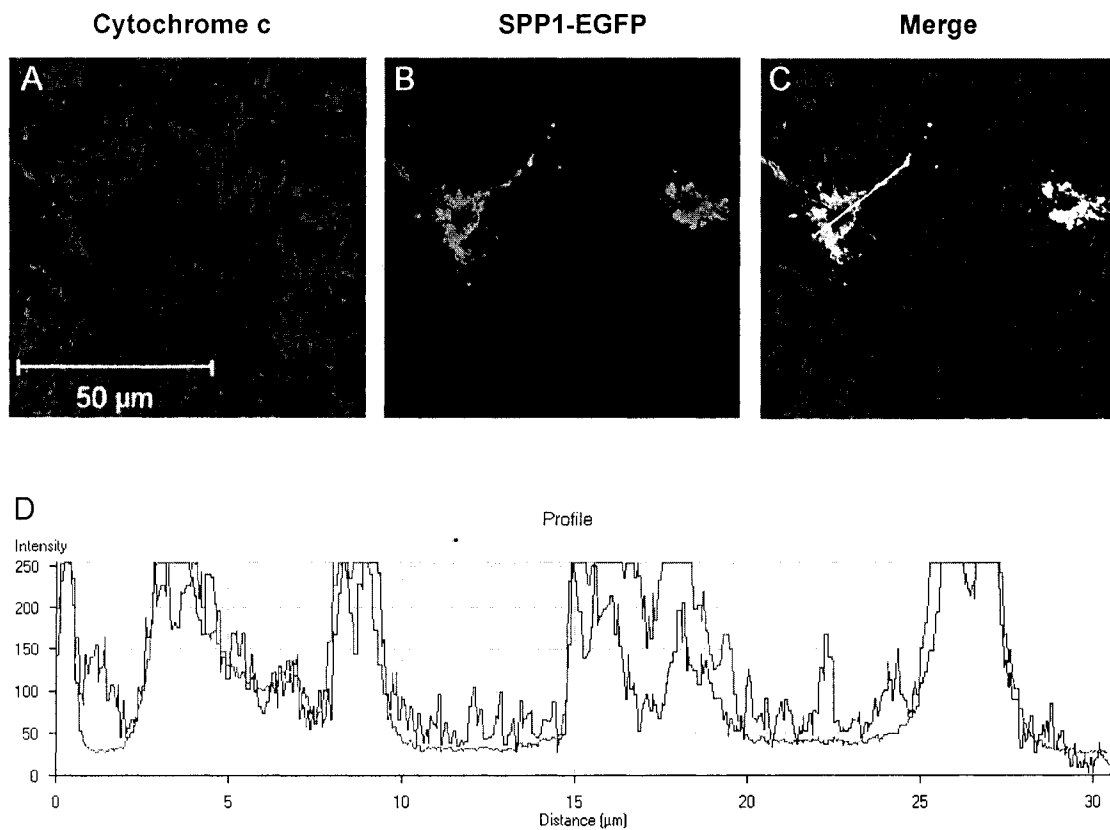 Cytochrome c SPP1-EGFP Merge
A B C
50 µm
D
Profile
Intensity
250
200
150
100
50
0
0 5 10 15 20 25 30
Distance (µm)